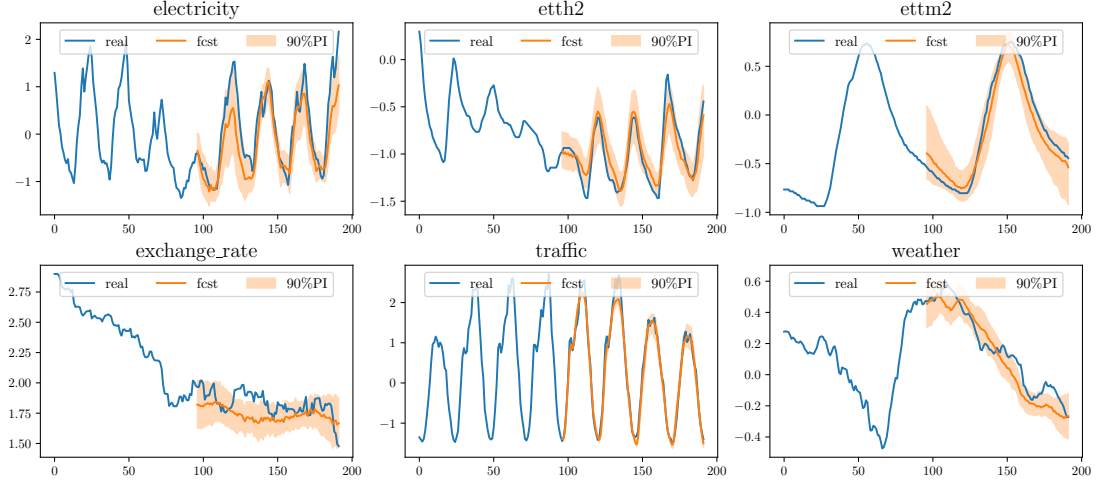 electricity
etth2
ettm2
real fcst 90%PI
real fcst 90%PI
real fcst 90%PI
2
1
0
−1
0.0
−0.5
−1.0
−1.5
0.5
0.0
−0.5
−1.0
0 50 100 150 200
0 50 100 150 200
0 50 100 150 200
exchange_rate
traffic
weather
real fcst 90%PI
real fcst 90%PI
real fcst 90%PI
2.75
2.50
2.25
2.00
1.75
1.50
2
1
0
−1
0.6
0.4
0.2
0.0
−0.2
−0.4
0 50 100 150 200
0 50 100 150 200
0 50 100 150 200